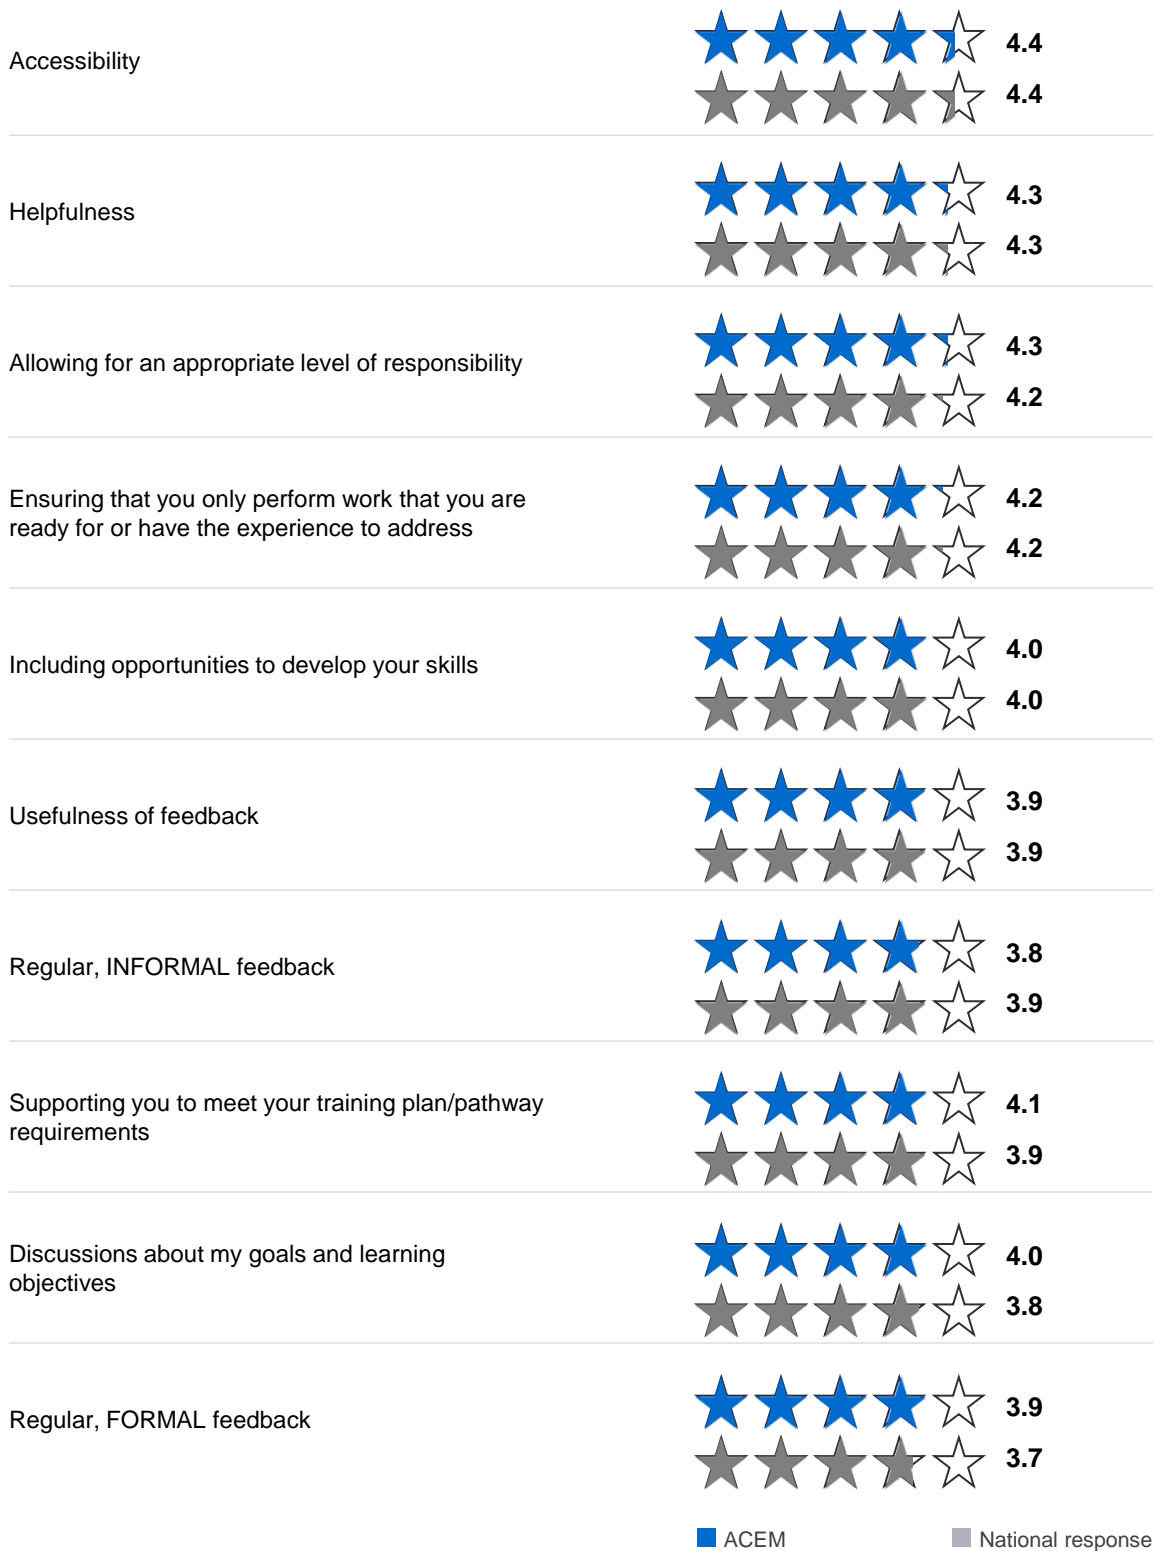 Accessibility
4.4
4.4
Helpfulness
4.3
4.3
Allowing for an appropriate level of responsibility
4.3
4.2
Ensuring that you only perform work that you are
ready for or have the experience to address
4.2
4.2
Including opportunities to develop your skills
4.0
4.0
Usefulness of feedback
3.9
3.9
Regular, INFORMAL feedback
3.8
3.9
Supporting you to meet your training plan/pathway
requirements
4.1
3.9
Discussions about my goals and learning
objectives
4.0
3.8
Regular, FORMAL feedback
3.9
3.7
ACEM
National response